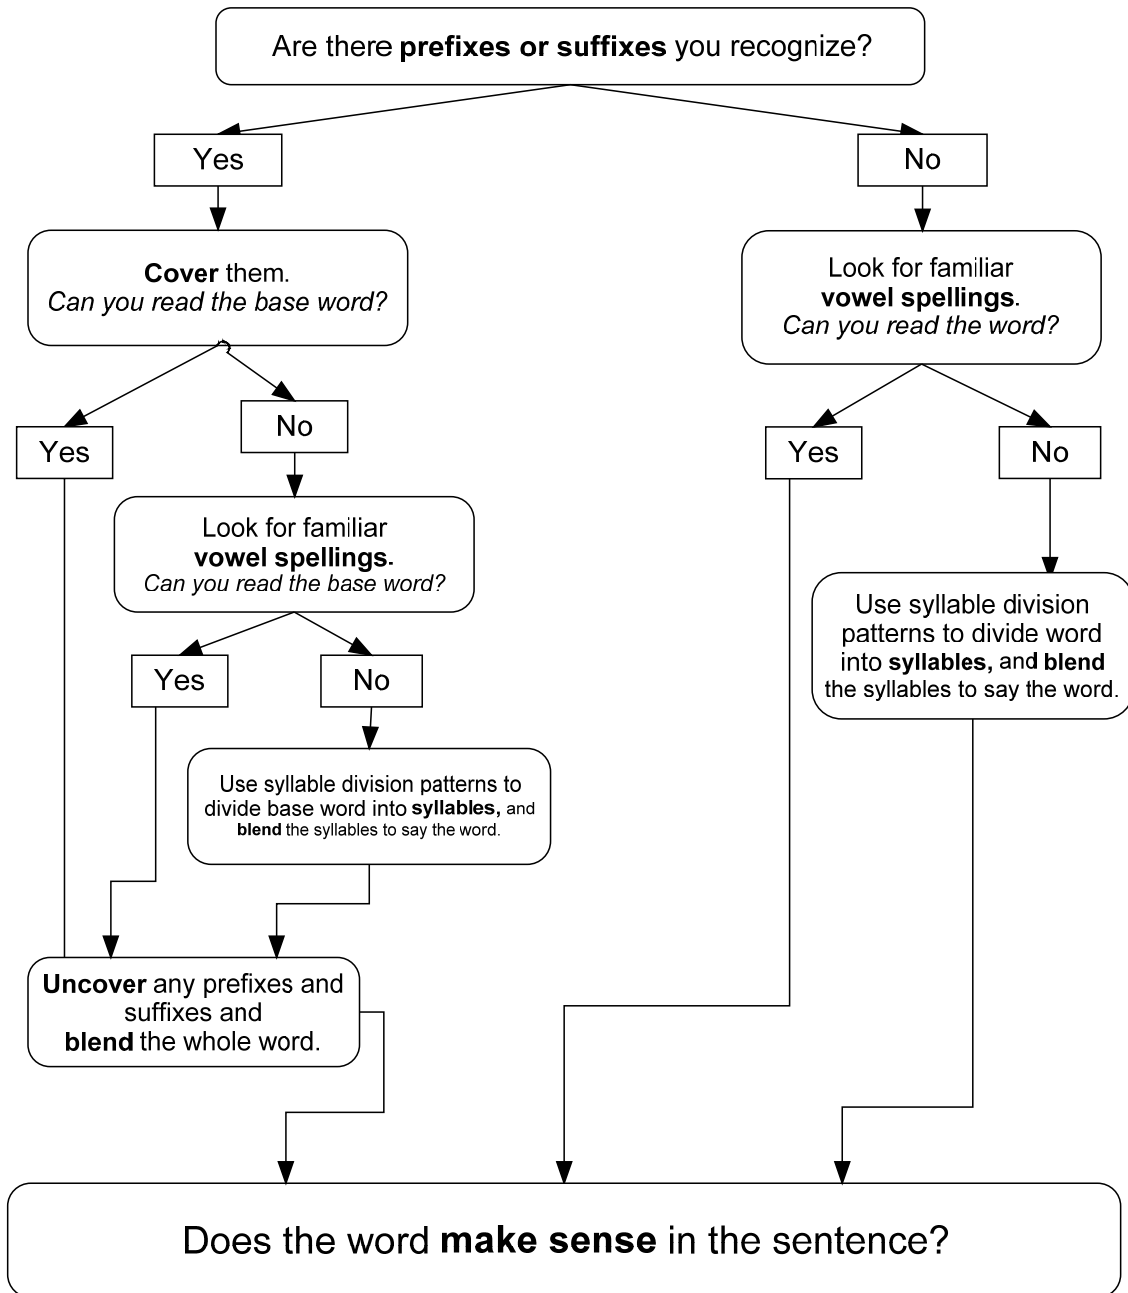 Are there prefixes or suffixes you recognize?
Yes
No
Cover them.
Can you read the base word?
Look for familiar
vowel spellings.
Can you read the word?
Yes
No
Yes
No
Look for familiar
vowel spellings.
Can you read the base word?
Use syllable division
patterns to divide word
into syllables, and blend
the syllables to say the word.
Yes
No
Use syllable division patterns to
divide base word into syllables, and
blend the syllables to say the word.
Uncover any prefixes and
suffixes and
blend the whole word.
Does the word make sense in the sentence?